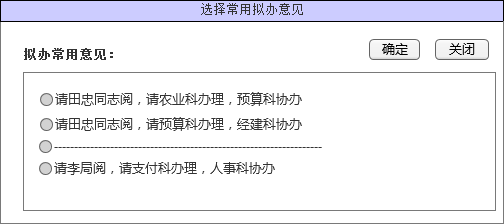 选择常用拟办意见
拟办常用意见：
确定 关闭
请田忠同志阅，请农业科办理，预算科协办
请田忠同志阅，请预算科办理，经建科协办
-------------------------------------------------------------------
请李局阅，请支付科办理，人事科协办